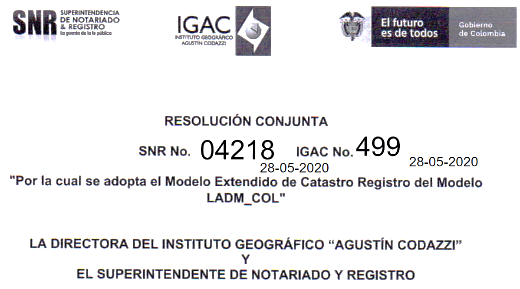 SNR SUPERINTENDENCIA DE NOTARIADO & REGISTRO
La guarda de la fe pública
IGAC
INSTITUTO GEOGRÁFICO
AGUSTÍN CODAZZI
El futuro es de todos
Gobierno de Colombia
RESOLUCIÓN CONJUNTA
SNR No. 04218 IGAC No. 499
28-05-2020 28-05-2020
"Por la cual se adopta el Modelo Extendido de Catastro Registro del Modelo
LADM_COL"
LA DIRECTORA DEL INSTITUTO GEOGRÁFICO “AGUSTÍN CODAZZI”
Y
EL SUPERINTENDENTE DE NOTARIADO Y REGISTRO